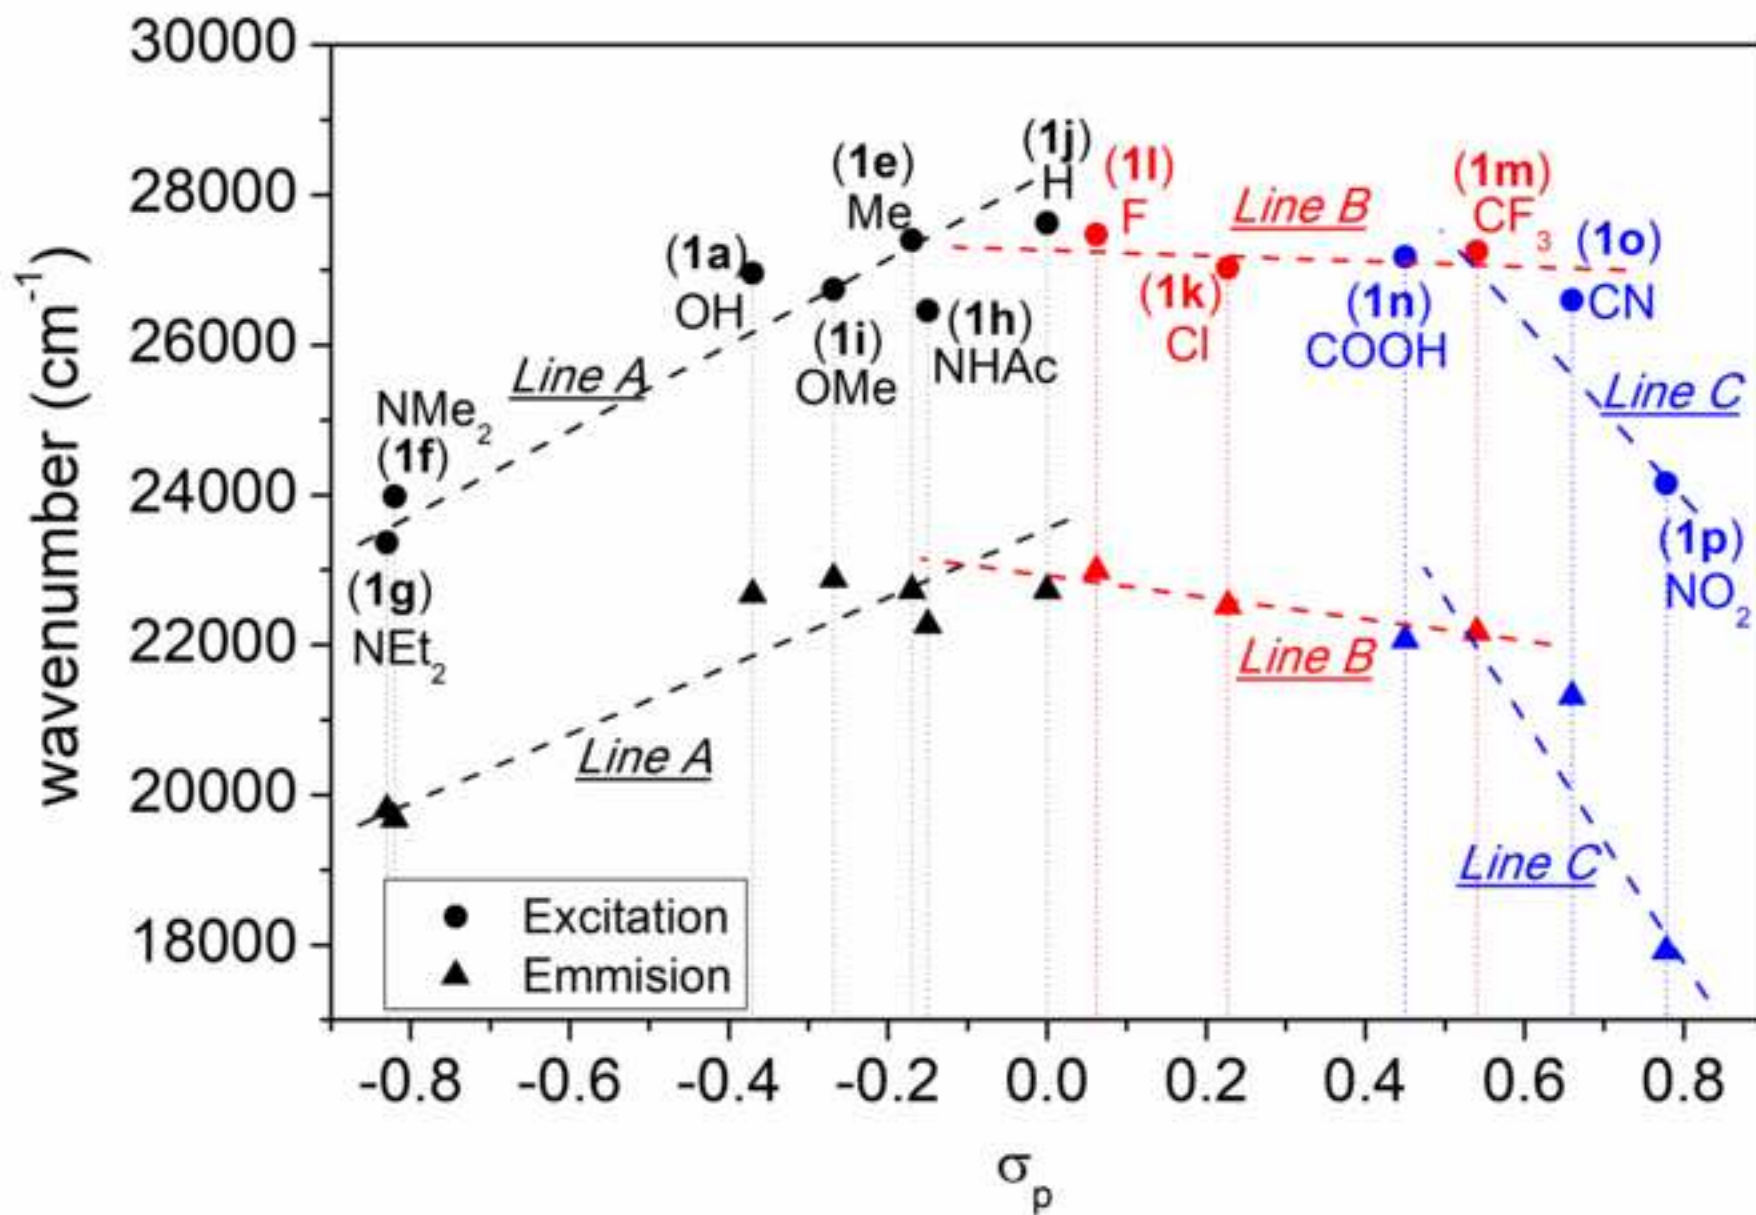 30000
28000
26000
24000
22000
20000
18000
wavenumber (cm⁻¹)
(1j)
H
(1e)
Me
(1l)
F
Line B
(1m)
CF₃
(1o)
CN
(1a)
OH
(1i)
OMe
(1h)
NHAc
(1k)
Cl
(1n)
COOH
Line A
Line C
NMe₂
(1f)
(1g)
NEt₂
(1p)
NO₂
Line B
Line A
Line C
Excitation
Emmision
-0.8 -0.6 -0.4 -0.2 0.0 0.2 0.4 0.6 0.8
σₚ